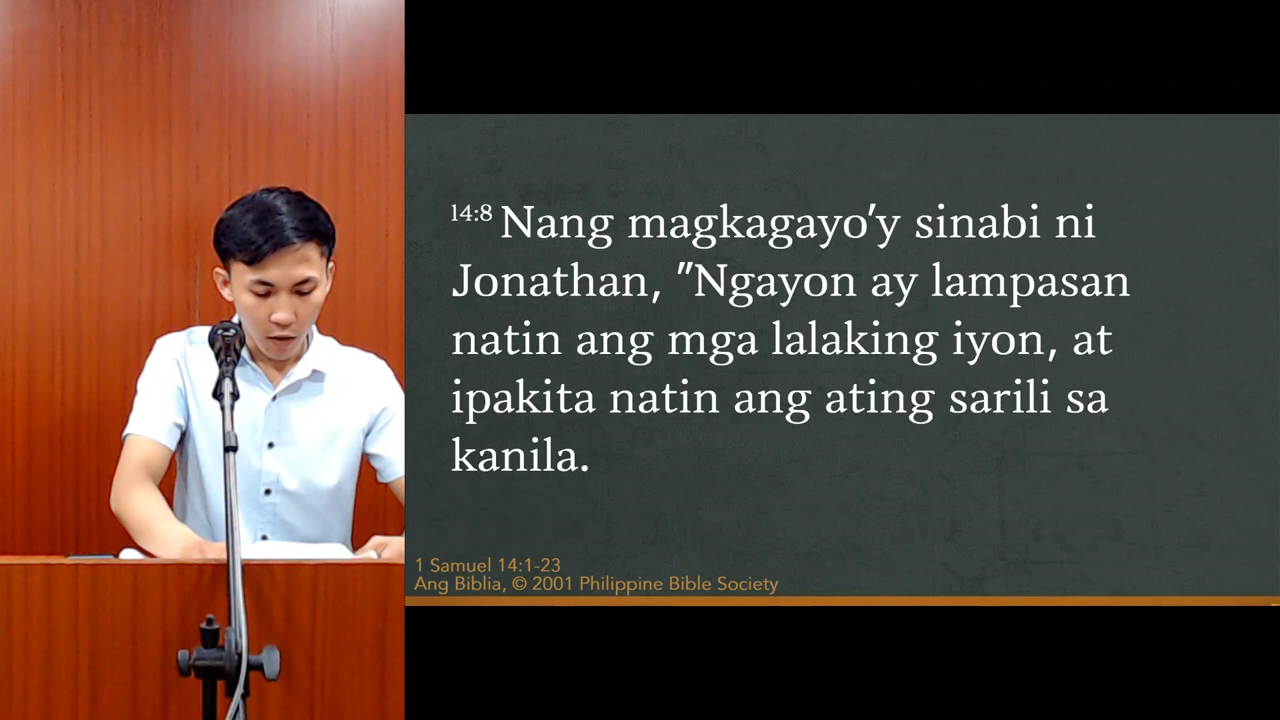 14:8 Nang magkagayo'y sinabi ni
Jonathan, "Ngayon ay lampasan
natin ang mga lalaking iyon, at
ipakita natin ang ating sarili sa
kanila.
1 Samuel 14:1-23
Ang Biblia, © 2001 Philippine Bible Society